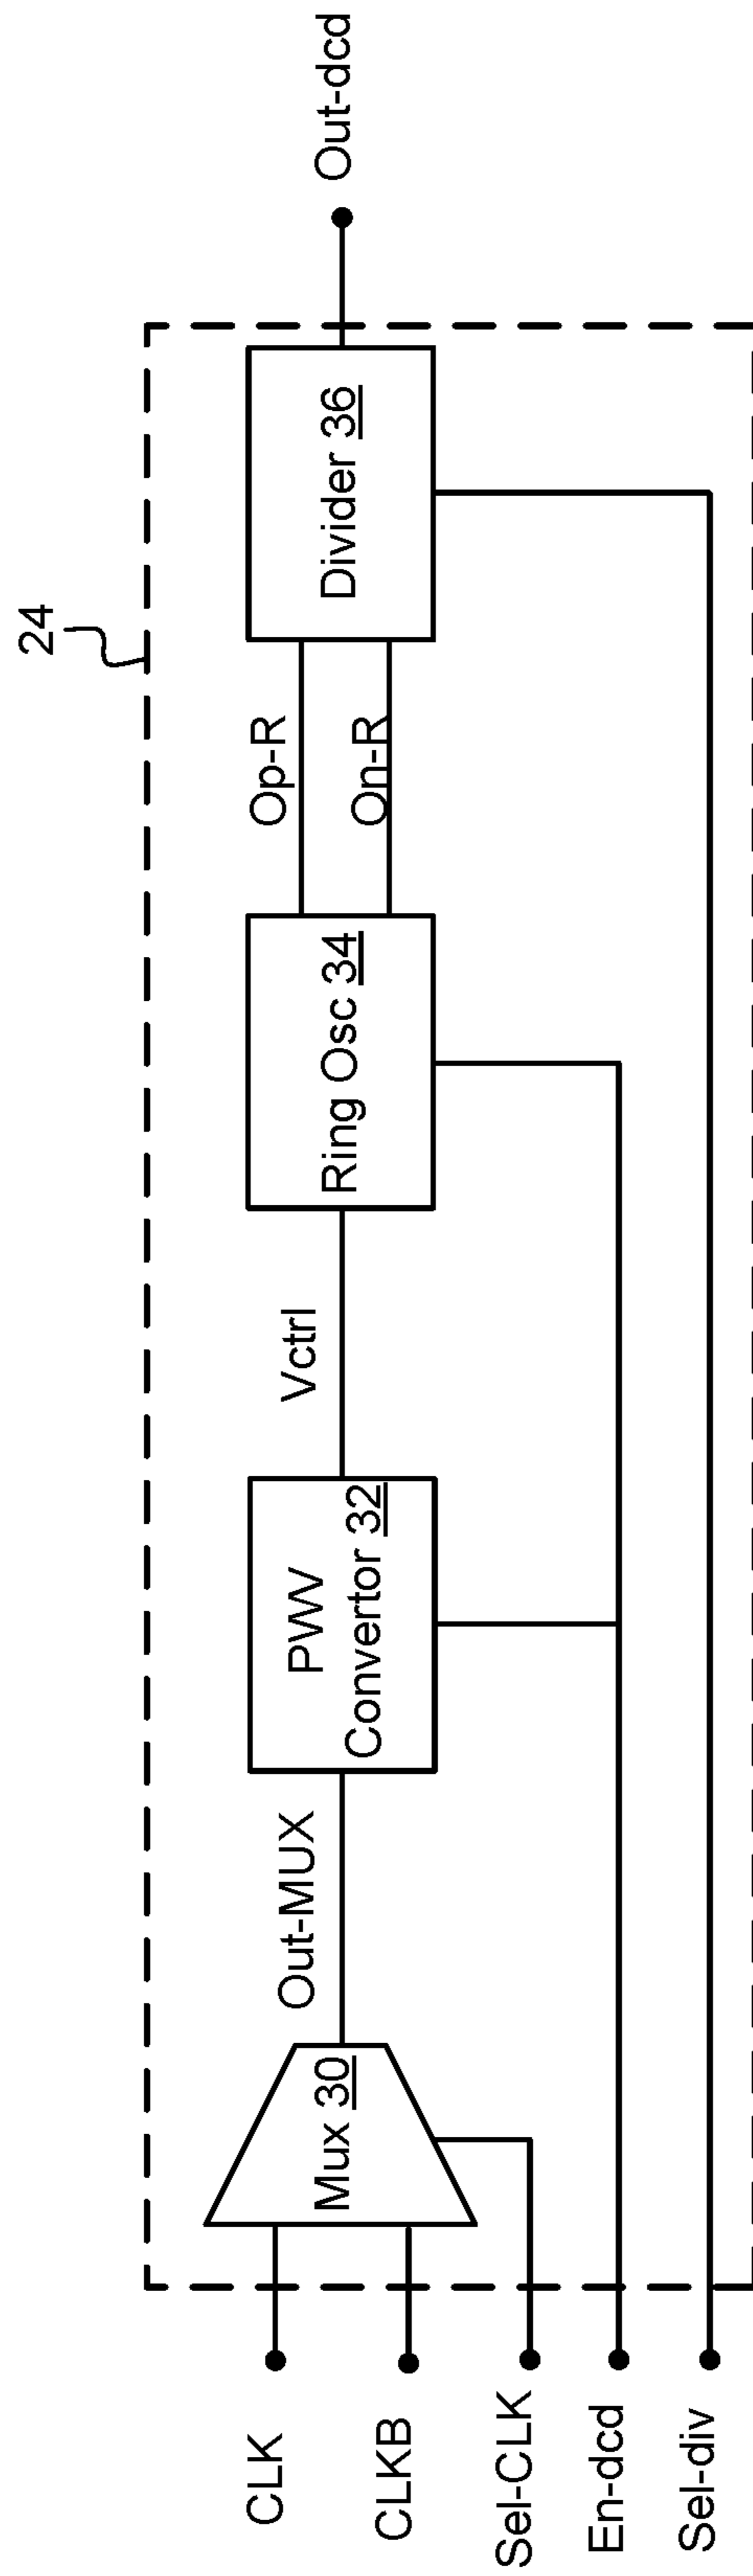 24
CLK
CLKB
Sel-CLK
En-dcd
Sel-div
Mux 30
Out-MUX
PWV
Convertor 32
Vctrl
Ring Osc 34
Op-R
On-R
Divider 36
Out-dcd